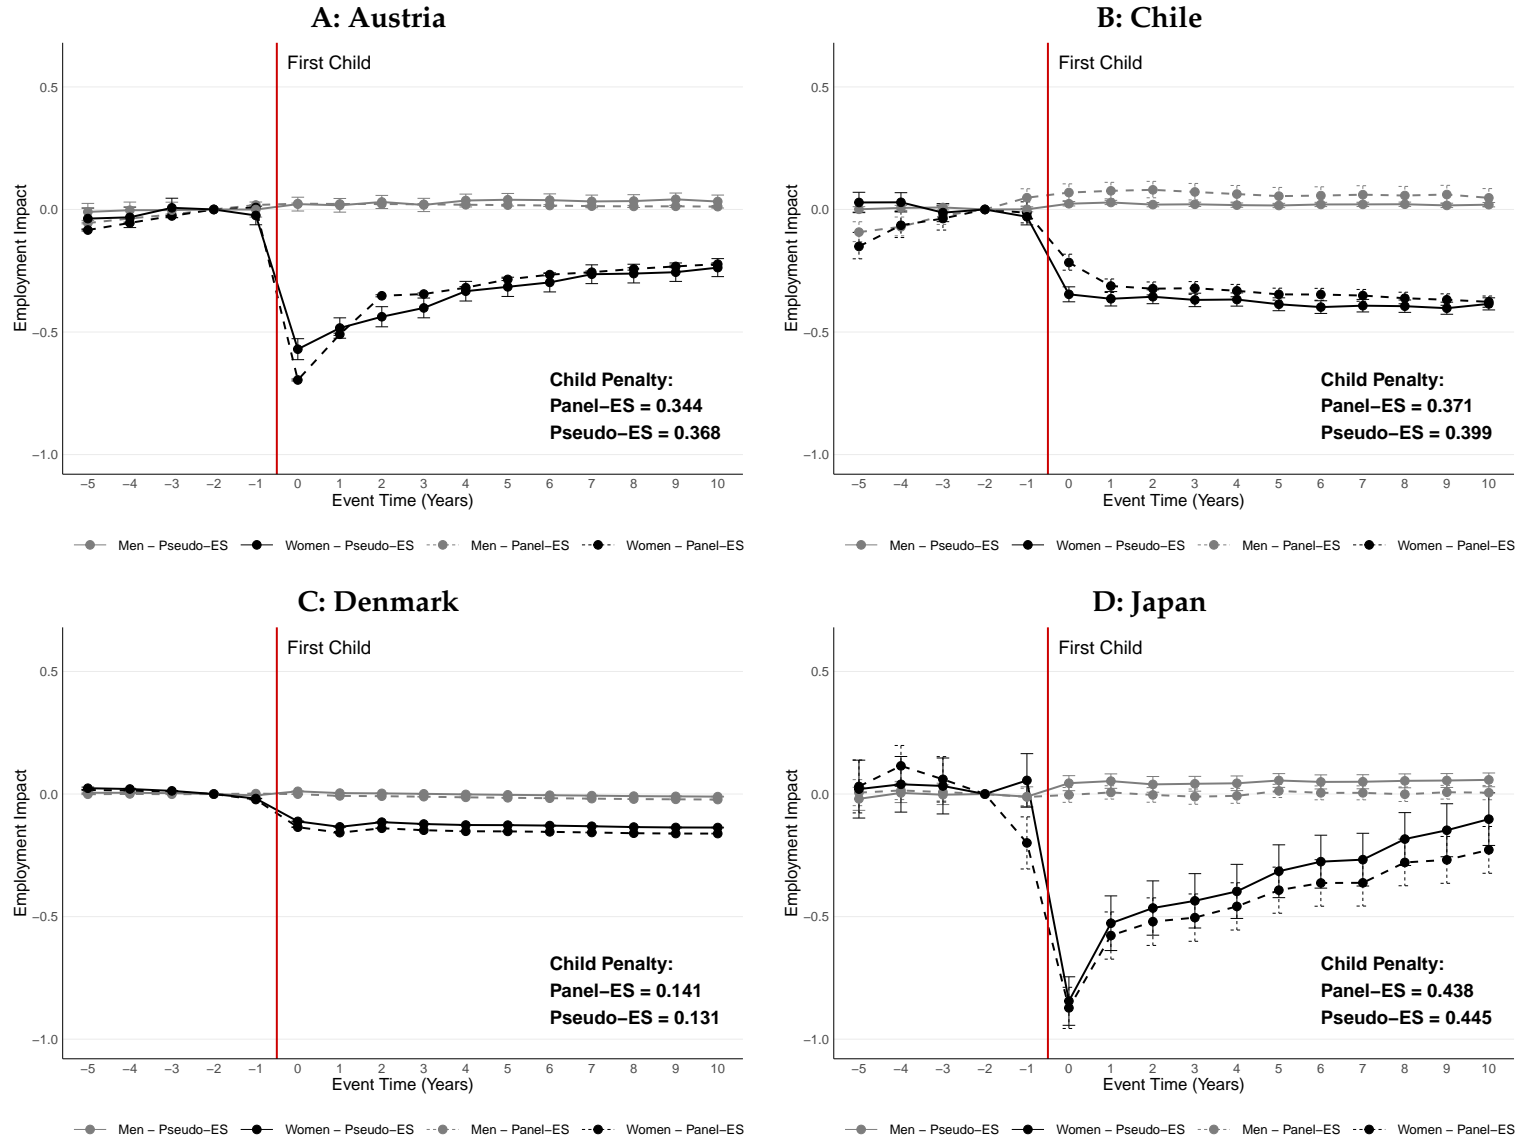 A: Austria
First Child
0.5
0.0
−0.5
−1.0
Employment Impact
Child Penalty:
Panel−ES = 0.344
Pseudo−ES = 0.368
−5 −4 −3 −2 −1 0 1 2 3 4 5 6 7 8 9 10
Event Time (Years)
Men − Pseudo−ES Women − Pseudo−ES Men − Panel−ES Women − Panel−ES
B: Chile
First Child
0.5
0.0
−0.5
−1.0
Employment Impact
Child Penalty:
Panel−ES = 0.371
Pseudo−ES = 0.399
−5 −4 −3 −2 −1 0 1 2 3 4 5 6 7 8 9 10
Event Time (Years)
Men − Pseudo−ES Women − Pseudo−ES Men − Panel−ES Women − Panel−ES
C: Denmark
First Child
0.5
0.0
−0.5
−1.0
Employment Impact
Child Penalty:
Panel−ES = 0.141
Pseudo−ES = 0.131
−5 −4 −3 −2 −1 0 1 2 3 4 5 6 7 8 9 10
Event Time (Years)
Men − Pseudo−ES Women − Pseudo−ES Men − Panel−ES Women − Panel−ES
D: Japan
First Child
0.5
0.0
−0.5
−1.0
Employment Impact
Child Penalty:
Panel−ES = 0.438
Pseudo−ES = 0.445
−5 −4 −3 −2 −1 0 1 2 3 4 5 6 7 8 9 10
Event Time (Years)
Men − Pseudo−ES Women − Pseudo−ES Men − Panel−ES Women − Panel−ES